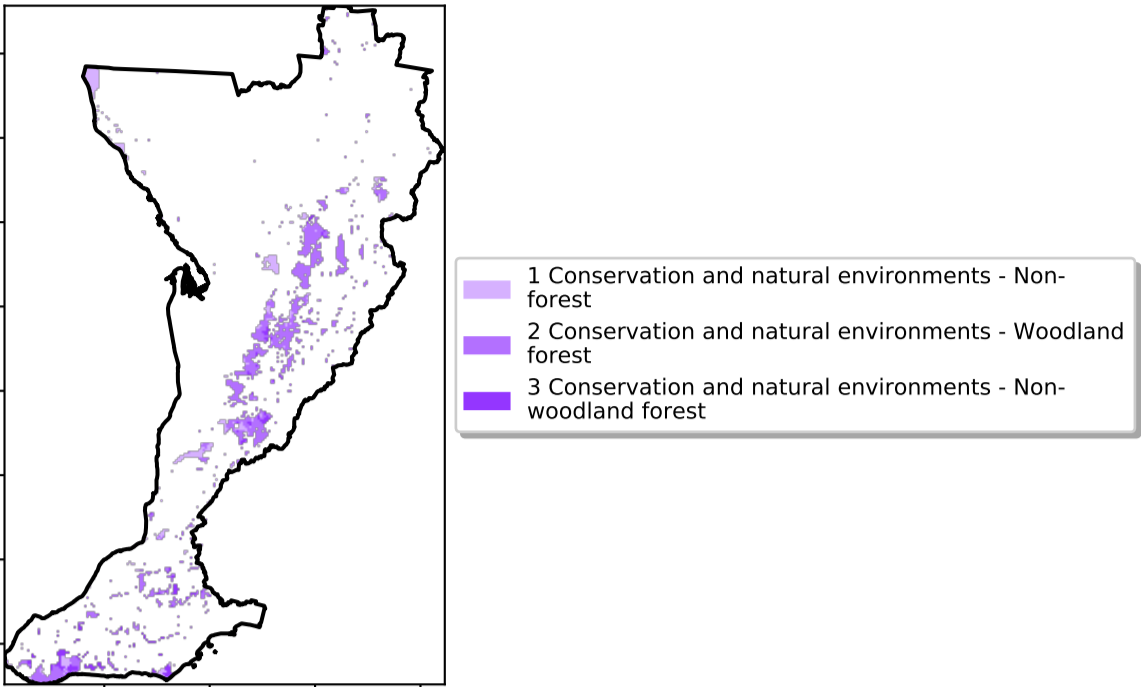 1 Conservation and natural environments - Non-
forest
2 Conservation and natural environments - Woodland
forest
3 Conservation and natural environments - Non-
woodland forest